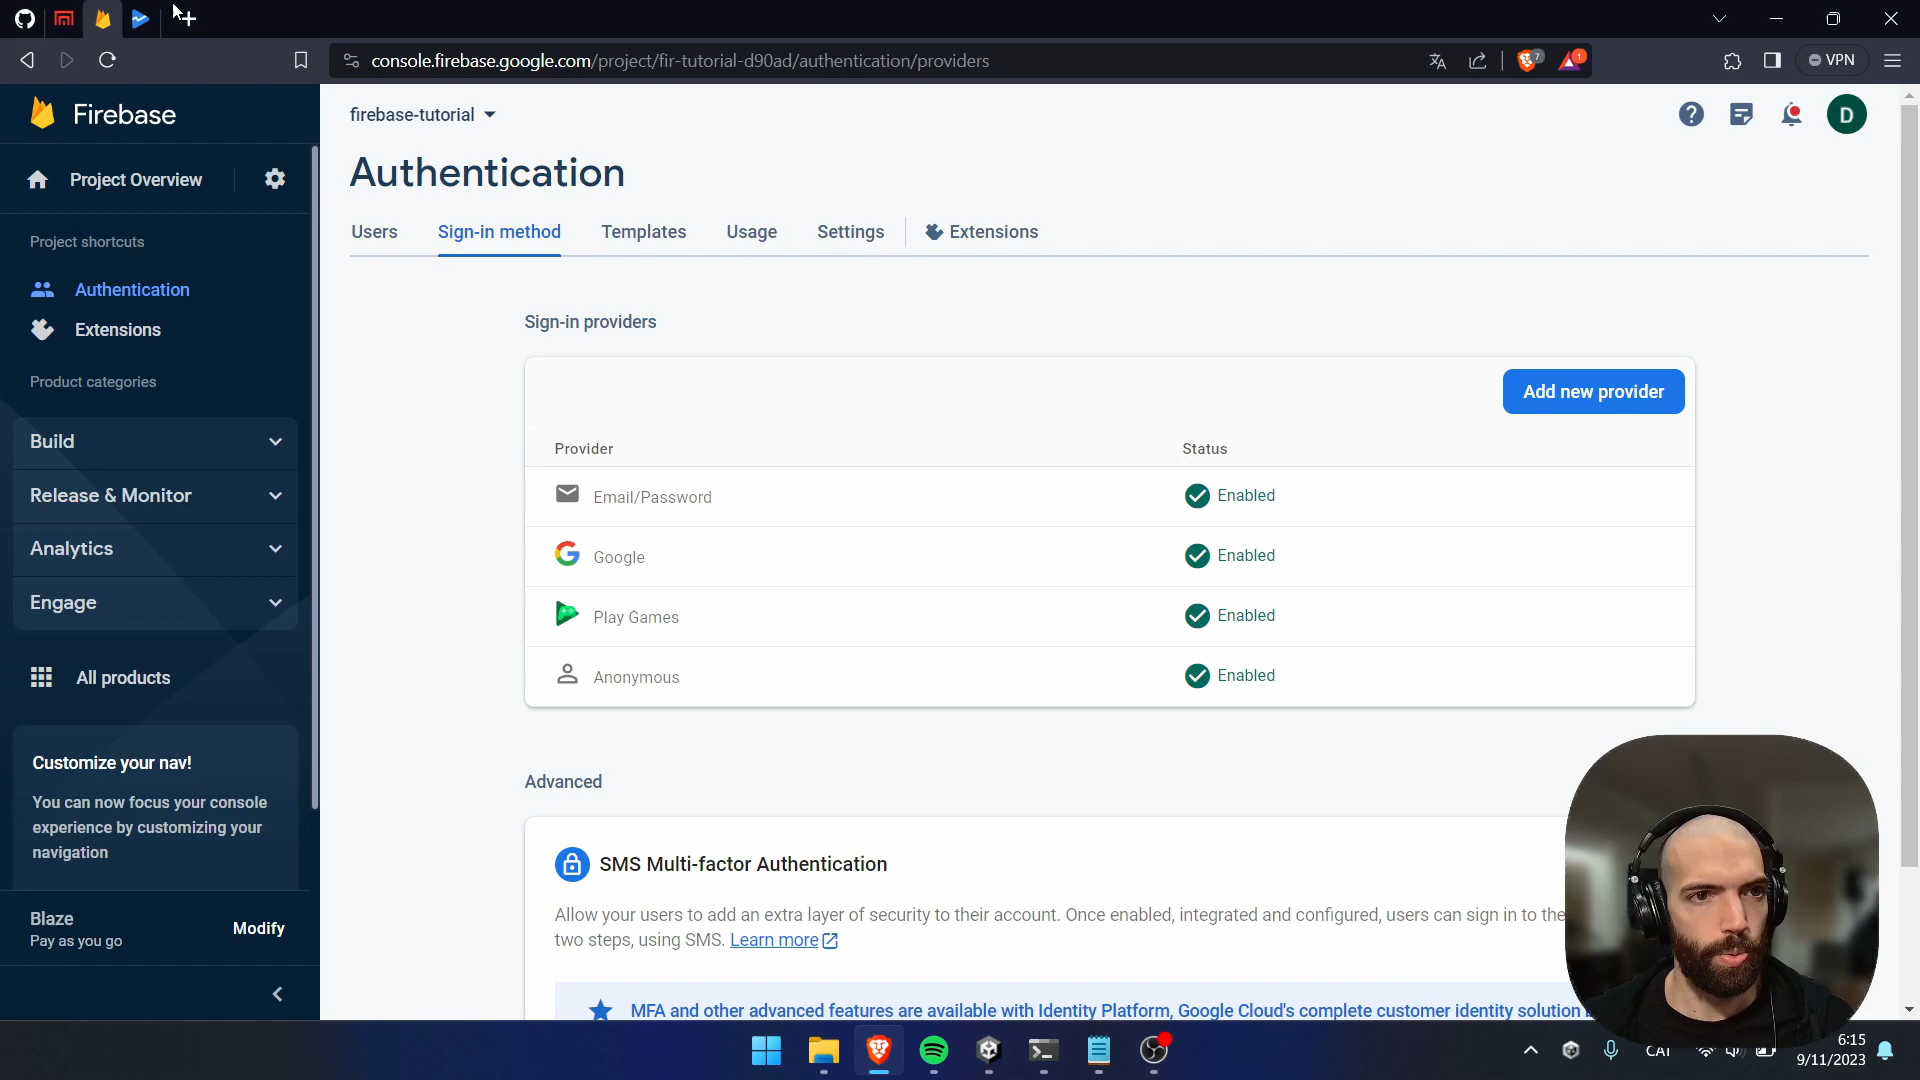 console.firebase.google.com/project/fir-tutorial-d90ad/authentication/providers
7
1
VPN
Firebase
firebase-tutorial
D
Project Overview
Authentication
Users
Sign-in method
Templates
Usage
Settings
Extensions
Project shortcuts
Authentication
Extensions
Product categories
Build
Release & Monitor
Analytics
Engage
All products
Customize your nav!
You can now focus your console
experience by customizing your
navigation
Blaze
Pay as you go
Modify
Sign-in providers
Add new provider
Provider
Status
Email/Password
Enabled
Google
Enabled
Play Games
Enabled
Anonymous
Enabled
Advanced
SMS Multi-factor Authentication
Allow your users to add an extra layer of security to their account. Once enabled, integrated and configured, users can sign in to the
two steps, using SMS. Learn more
MFA and other advanced features are available with Identity Platform, Google Cloud's complete customer identity solution
CAT
6:15
9/11/2023